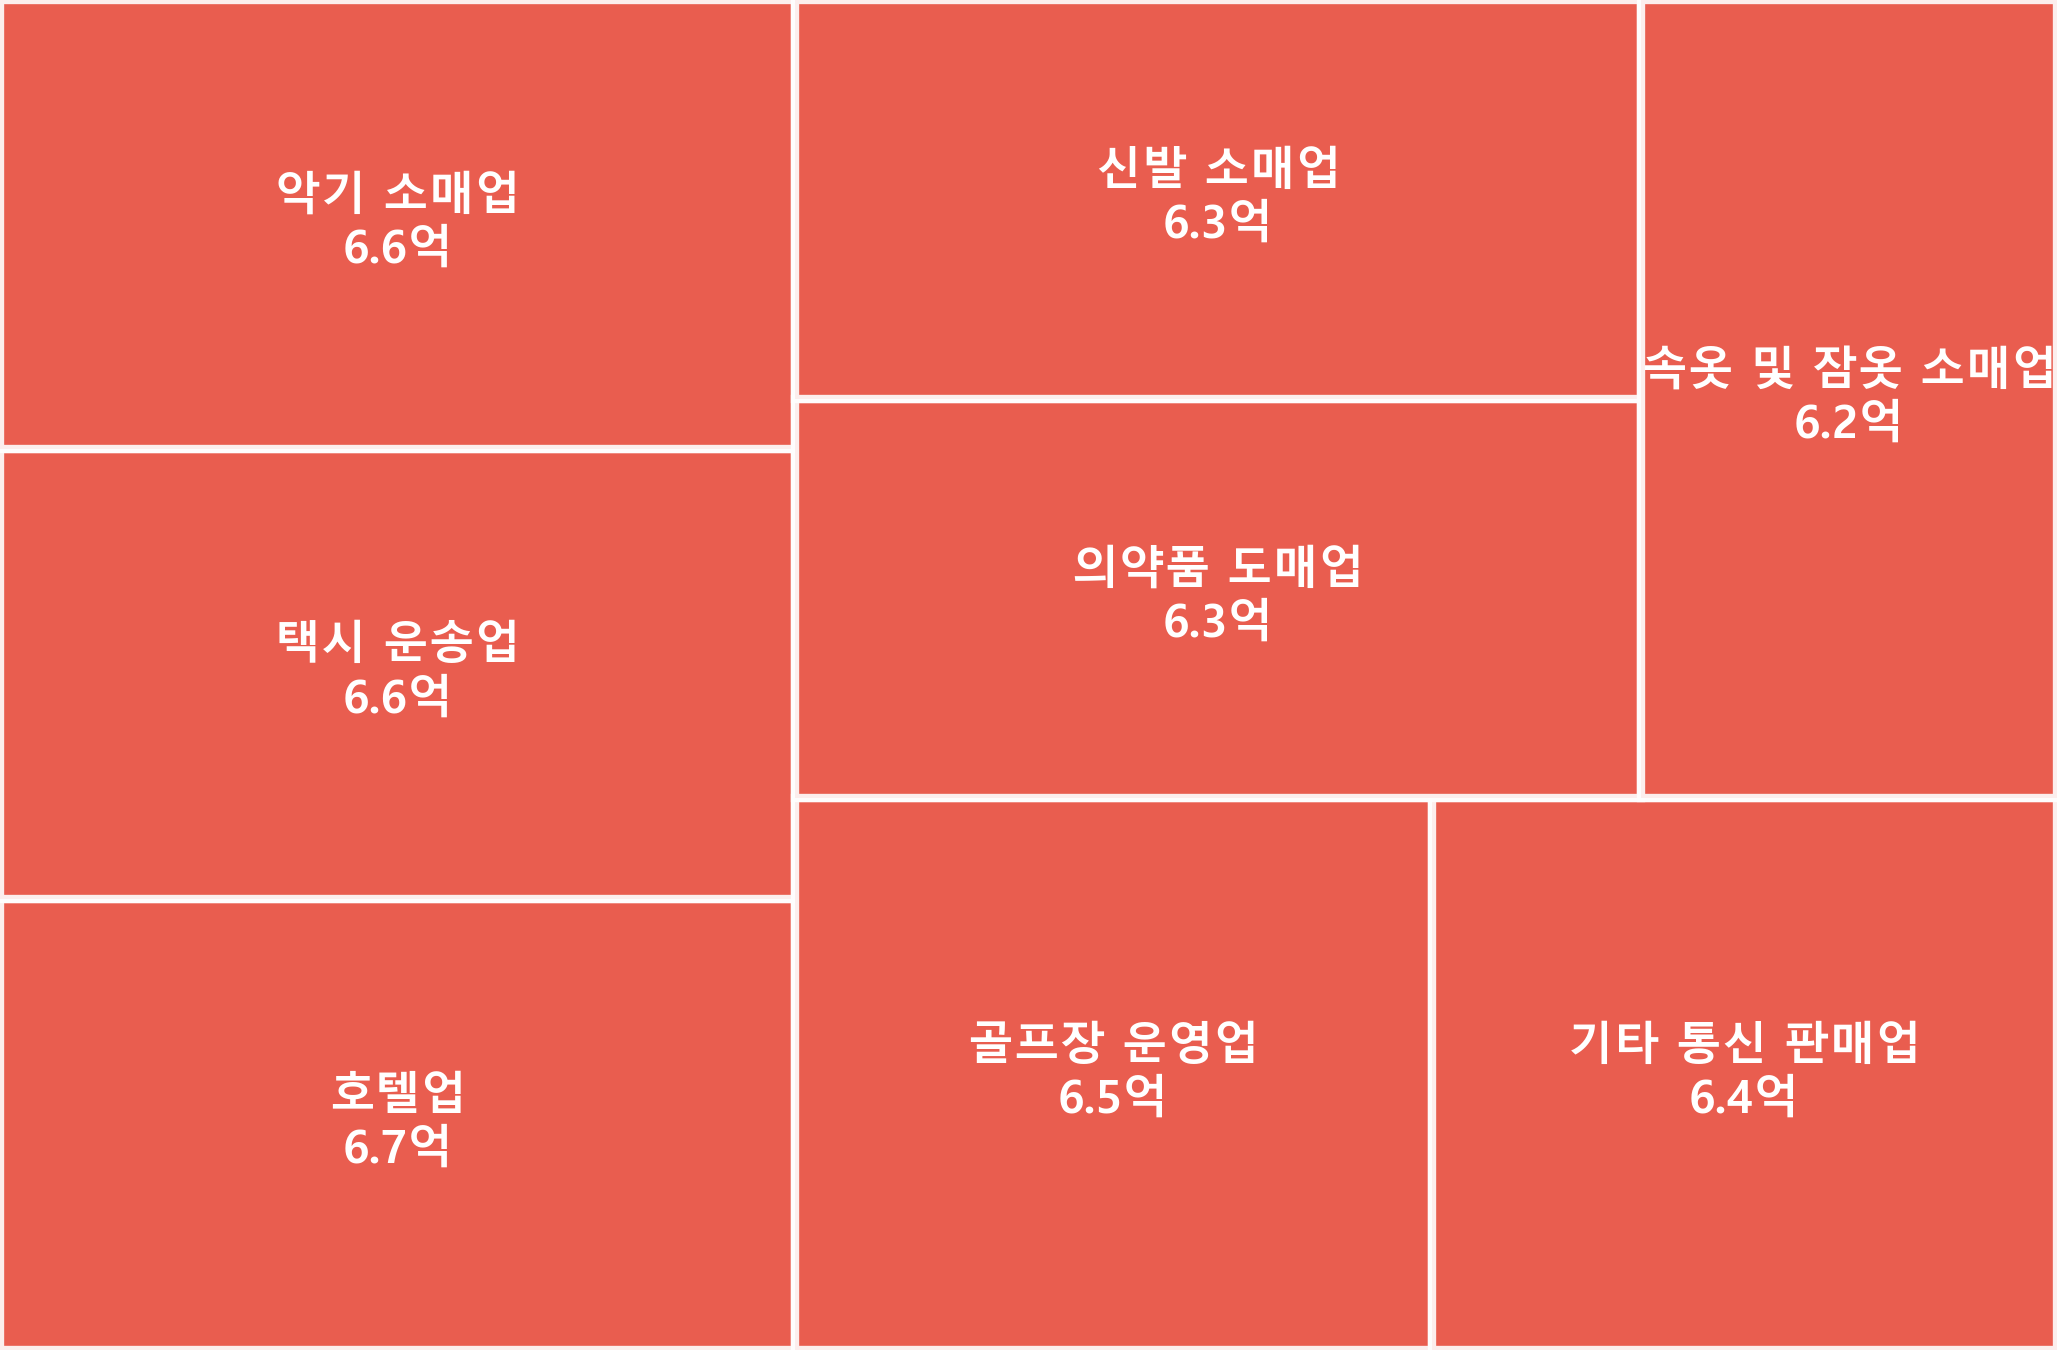 악기 소매업
6.6억
신발 소매업
6.3억
속옷 및 잠옷 소매업
6.2억
택시 운송업
6.6억
의약품 도매업
6.3억
호텔업
6.7억
골프장 운영업
6.5억
기타 통신 판매업
6.4억